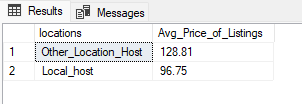 Results Messages
locations Avg_Price_of_Listings
1 Other_Location_Host 128.81
2 Local_host 96.75